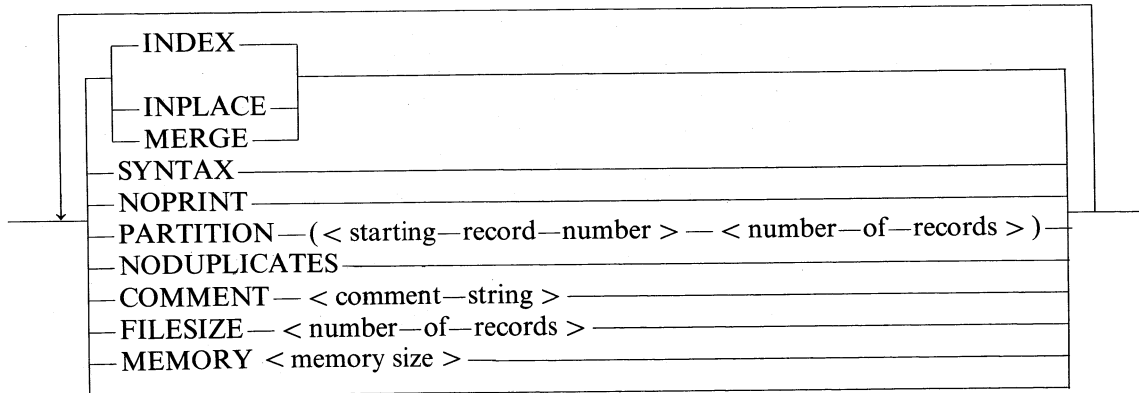 INDEX
INPLACE
MERGE
SYNTAX
NOPRINT
PARTITION—(< starting—record—number > — < number—of—records > )
NODUPLICATES
COMMENT— < comment—string >
FILESIZE— < number—of—records >
MEMORY < memory size >